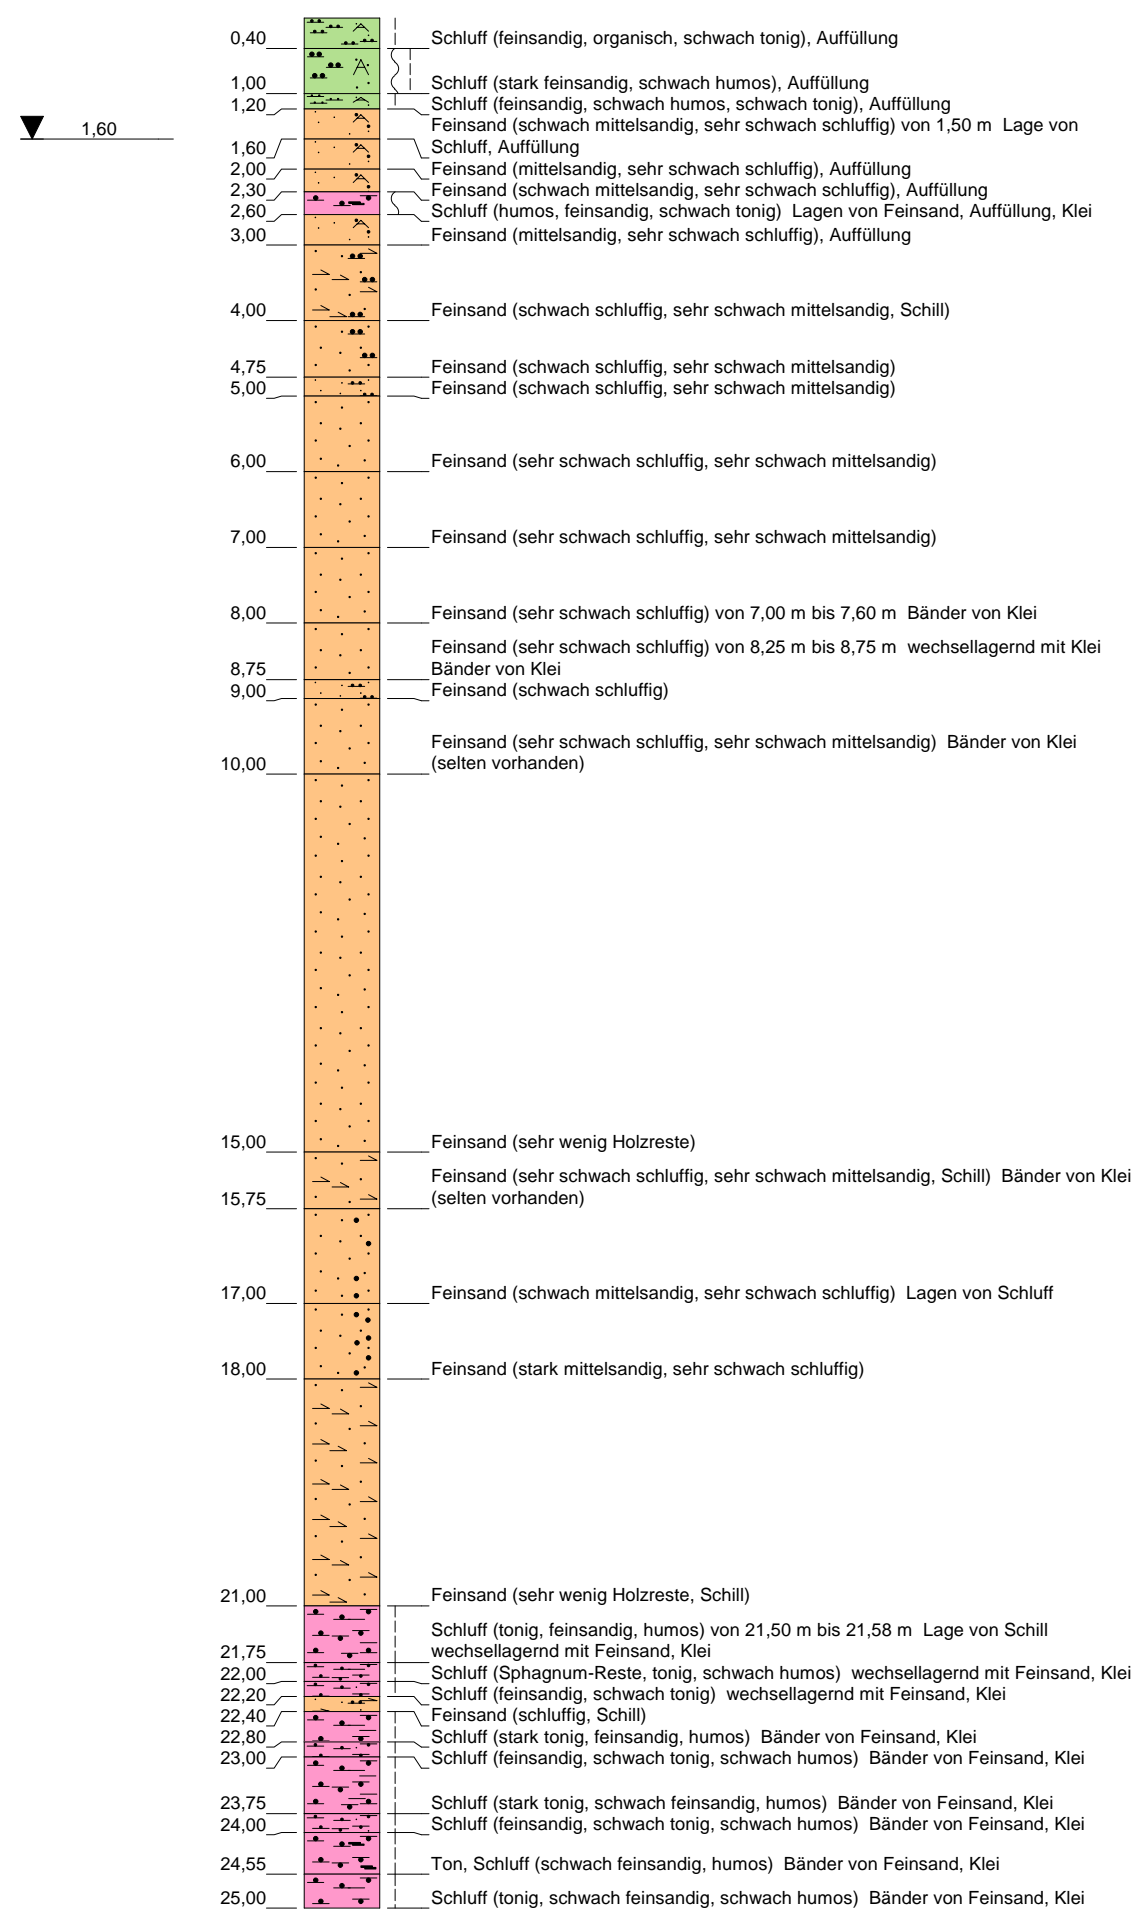 0,40 Schluff (feinsandig, organisch, schwach tonig), Auffüllung
1,00 Schluff (stark feinsandig, schwach humos), Auffüllung
1,20 Schluff (feinsandig, schwach humos, schwach tonig), Auffüllung
1,60
Feinsand (schwach mittelsandig, sehr schwach schluffig) von 1,50 m  Lage von
1,60 Schluff, Auffüllung
2,00 Feinsand (mittelsandig, sehr schwach schluffig), Auffüllung
2,30 Feinsand (schwach mittelsandig, sehr schwach schluffig), Auffüllung
2,60 Schluff (humos, feinsandig, schwach tonig)  Lagen von Feinsand, Auffüllung, Klei
3,00 Feinsand (mittelsandig, sehr schwach schluffig), Auffüllung
4,00 Feinsand (schwach schluffig, sehr schwach mittelsandig, Schill)
4,75 Feinsand (schwach schluffig, sehr schwach mittelsandig)
5,00 Feinsand (schwach schluffig, sehr schwach mittelsandig)
6,00 Feinsand (sehr schwach schluffig, sehr schwach mittelsandig)
7,00 Feinsand (sehr schwach schluffig, sehr schwach mittelsandig)
8,00 Feinsand (sehr schwach schluffig) von 7,00 m bis 7,60 m  Bänder von Klei
Feinsand (sehr schwach schluffig) von 8,25 m bis 8,75 m  wechsellagernd mit Klei
8,75 Bänder von Klei
9,00 Feinsand (schwach schluffig)
Feinsand (sehr schwach schluffig, sehr schwach mittelsandig)  Bänder von Klei
10,00 (selten vorhanden)
15,00 Feinsand (sehr wenig Holzreste)
Feinsand (sehr schwach schluffig, sehr schwach mittelsandig, Schill)  Bänder von Klei
15,75 (selten vorhanden)
17,00 Feinsand (schwach mittelsandig, sehr schwach schluffig)  Lagen von Schluff
18,00 Feinsand (stark mittelsandig, sehr schwach schluffig)
21,00 Feinsand (sehr wenig Holzreste, Schill)
Schluff (tonig, feinsandig, humos) von 21,50 m bis 21,58 m  Lage von Schill
21,75 wechsellagernd mit Feinsand, Klei
22,00 Schluff (Sphagnum-Reste, tonig, schwach humos)  wechsellagernd mit Feinsand, Klei
22,20 Schluff (feinsandig, schwach tonig)  wechsellagernd mit Feinsand, Klei
22,40 Feinsand (schluffig, Schill)
22,80 Schluff (stark tonig, feinsandig, humos)  Bänder von Feinsand, Klei
23,00 Schluff (feinsandig, schwach tonig, schwach humos)  Bänder von Feinsand, Klei
23,75 Schluff (stark tonig, schwach feinsandig, humos)  Bänder von Feinsand, Klei
24,00 Schluff (feinsandig, schwach tonig, schwach humos)  Bänder von Feinsand, Klei
24,55 Ton, Schluff (schwach feinsandig, humos)  Bänder von Feinsand, Klei
25,00 Schluff (tonig, schwach feinsandig, schwach humos)  Bänder von Feinsand, Klei